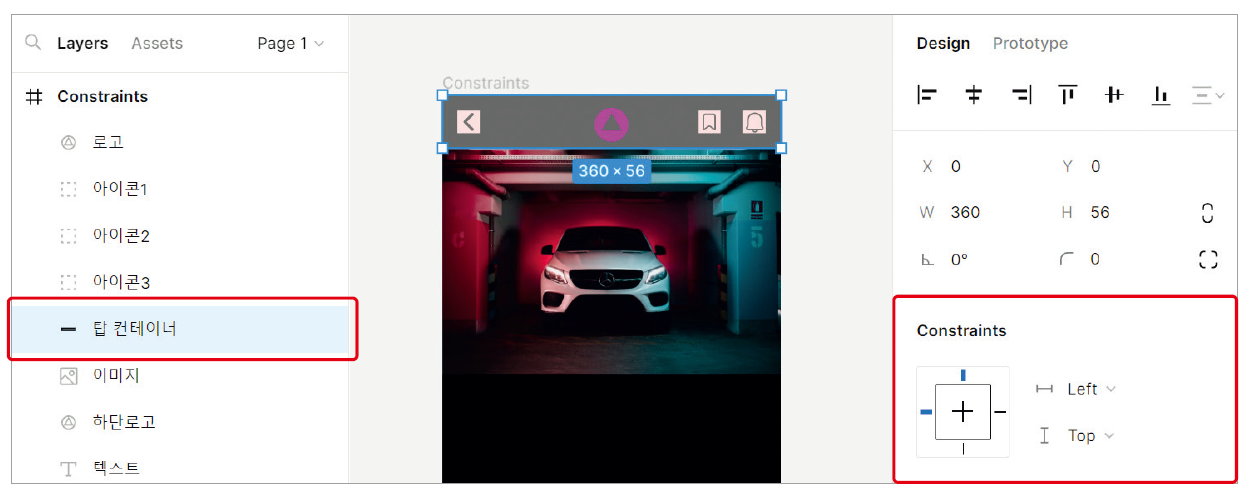 Layers Assets Page 1
Constraints
로고
아이콘1
아이콘2
아이콘3
탑 컨테이너
이미지
하단로고
텍스트
Constraints
360 × 56
Design Prototype
X 0 Y 0
W 360 H 56
0° 0
Constraints
Left
Top